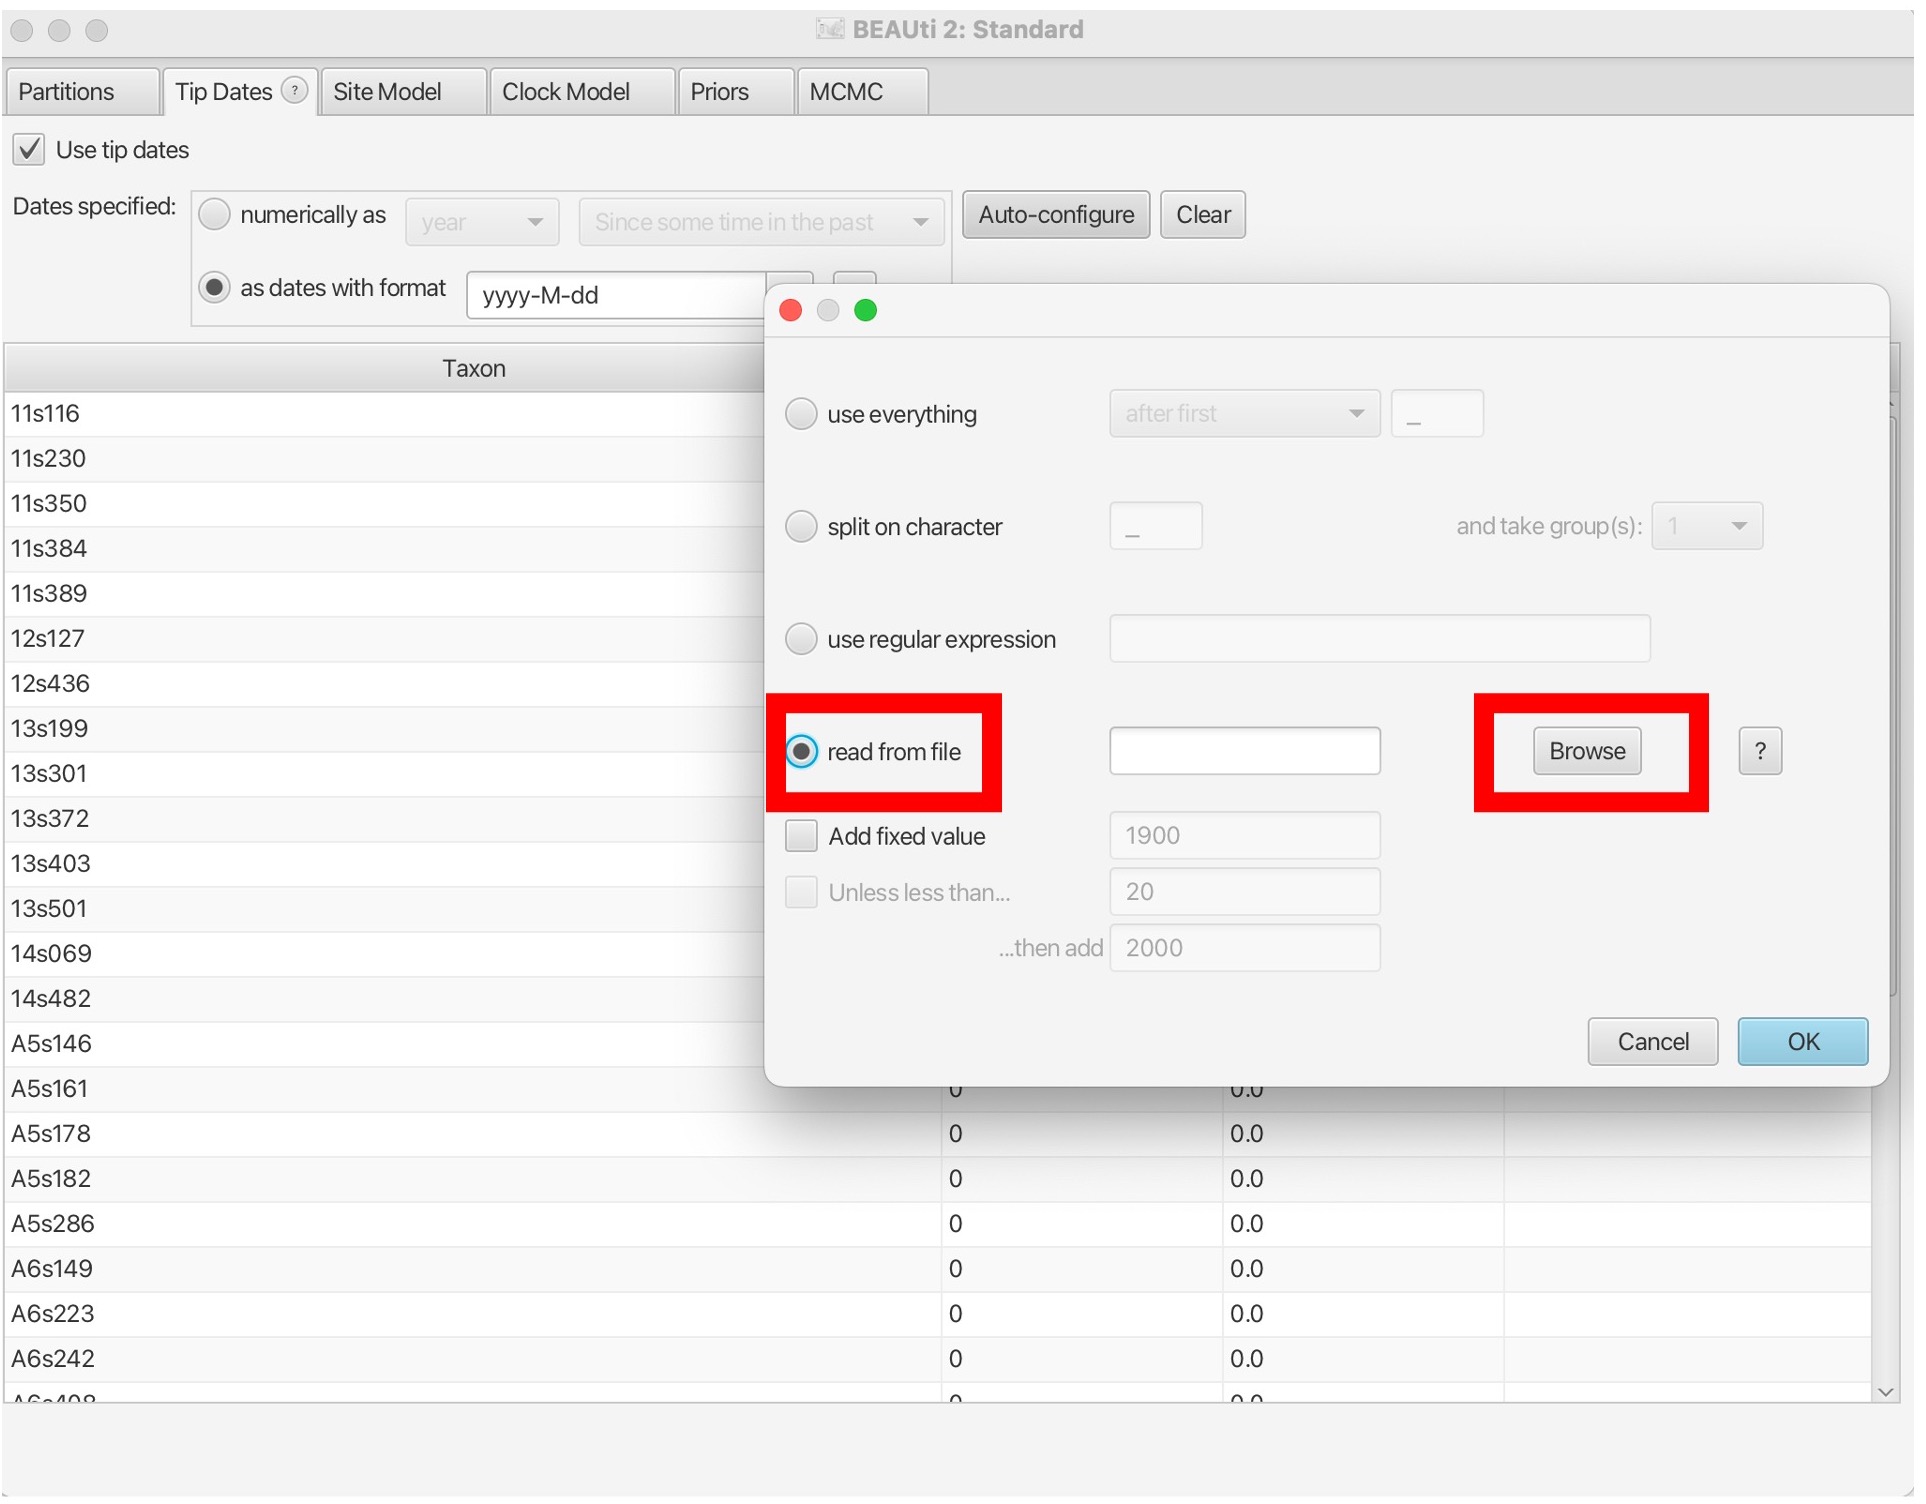 BEAUti 2: Standard
Partitions Tip Dates ? Site Model Clock Model Priors MCMC
Use tip dates
Dates specified: numerically as year Since some time in the past Auto-configure Clear
as dates with format yyyy-M-dd
Taxon
11s116
11s230
11s350
11s384
11s389
12s127
12s436
13s199
13s301
13s372
13s403
13s501
14s069
14s482
A5s146
A5s161 0 0.0
A5s178 0 0.0
A5s182 0 0.0
A5s286 0 0.0
A6s149 0 0.0
A6s223 0 0.0
A6s242 0 0.0
use everything after first _
split on character _ and take group(s): 1
use regular expression
read from file Browse ?
Add fixed value 1900
Unless less than... 20
...then add 2000
Cancel OK